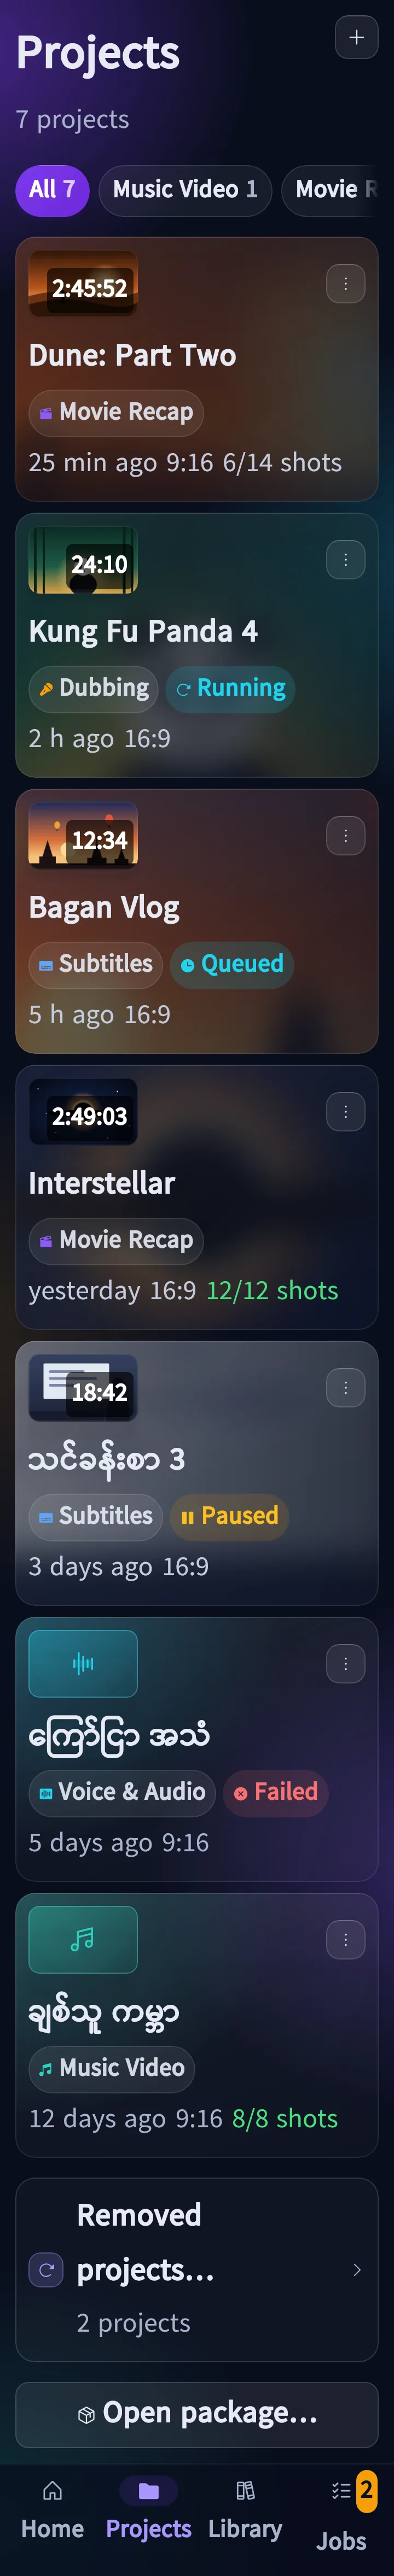 Projects
7 projects
All 7
Music Video 1
Movie R
2:45:52
Dune: Part Two
Movie Recap
25 min ago 9:16 6/14 shots
24:10
Kung Fu Panda 4
Dubbing
Running
2 h ago 16:9
12:34
Bagan Vlog
Subtitles
Queued
5 h ago 16:9
2:49:03
Interstellar
Movie Recap
yesterday 16:9 12/12 shots
18:42
သင်ခန်းစာ 3
Subtitles
Paused
3 days ago 16:9
ကြော်ငြာ အသံ
Voice & Audio
Failed
5 days ago 9:16
ချစ်သူ ကမ္ဘာ
Music Video
12 days ago 9:16 8/8 shots
Removed
projects...
2 projects
Open package...
2
Home
Projects
Library
Jobs